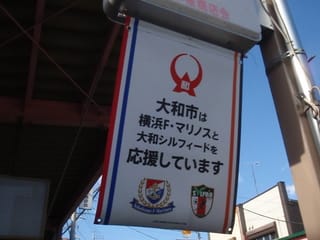 大和市は
横浜F・マリノスと
大和シルフィードを
応援しています